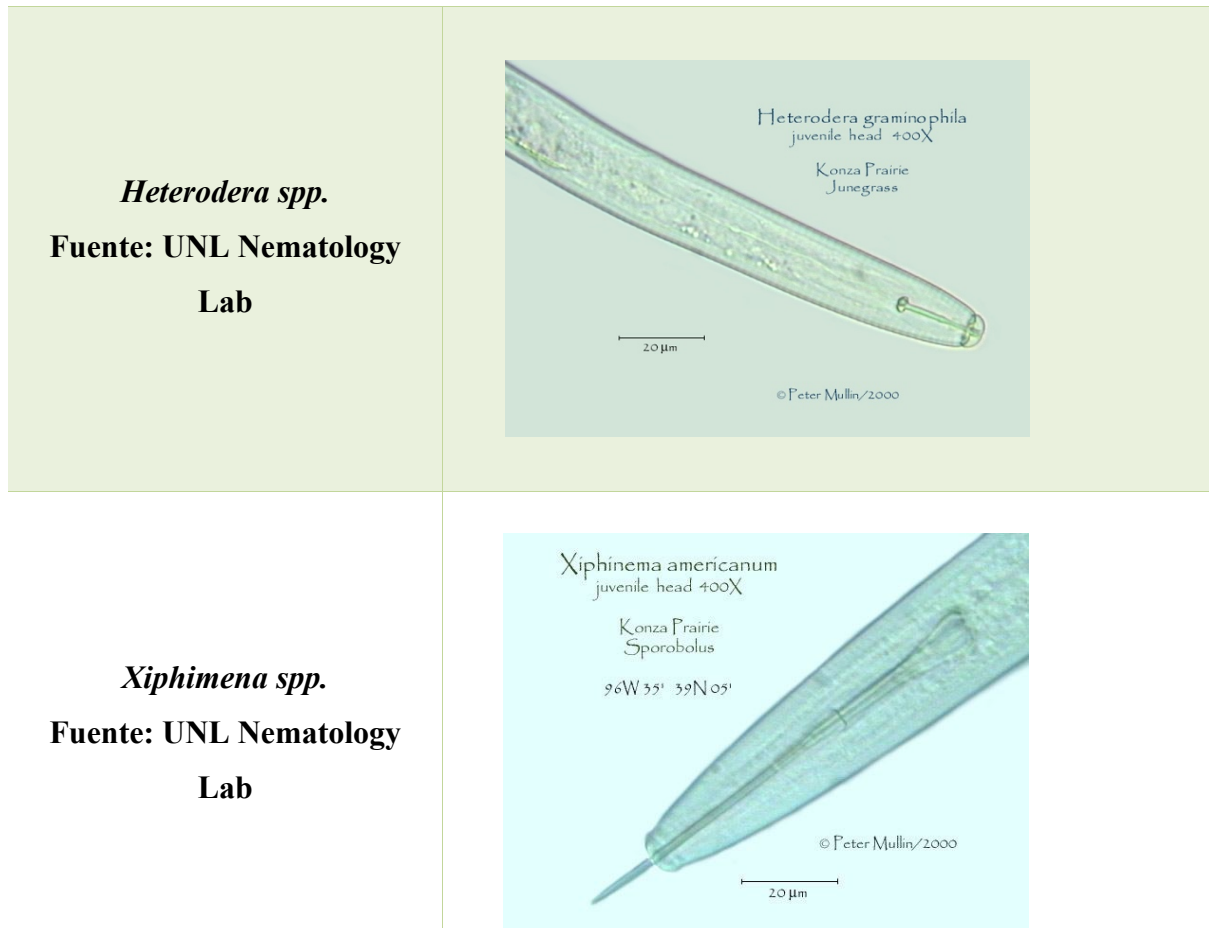 Heterodera spp.
Fuente: UNL Nematology
Lab
Heterodera graminophila
juvenile head 400X
Konza Prairie
Junegrass
20 µm
© Peter Mullin/2000
Xiphimena spp.
Fuente: UNL Nematology
Lab
Xiphinema americanum
juvenile head 400X
Konza Prairie
Sporobolus
96W 35' 39N 05'
© Peter Mullin/2000
20 µm